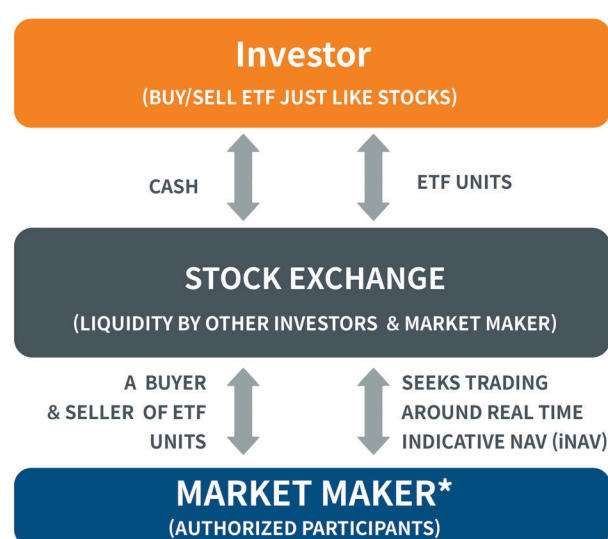 Investor
(BUY/SELL ETF JUST LIKE STOCKS)
CASH
ETF UNITS
STOCK EXCHANGE
(LIQUIDITY BY OTHER INVESTORS & MARKET MAKER)
A BUYER
& SELLER OF ETF
UNITS
SEEKS TRADING
AROUND REAL TIME
INDICATIVE NAV (iNAV)
MARKET MAKER*
(AUTHORIZED PARTICIPANTS)